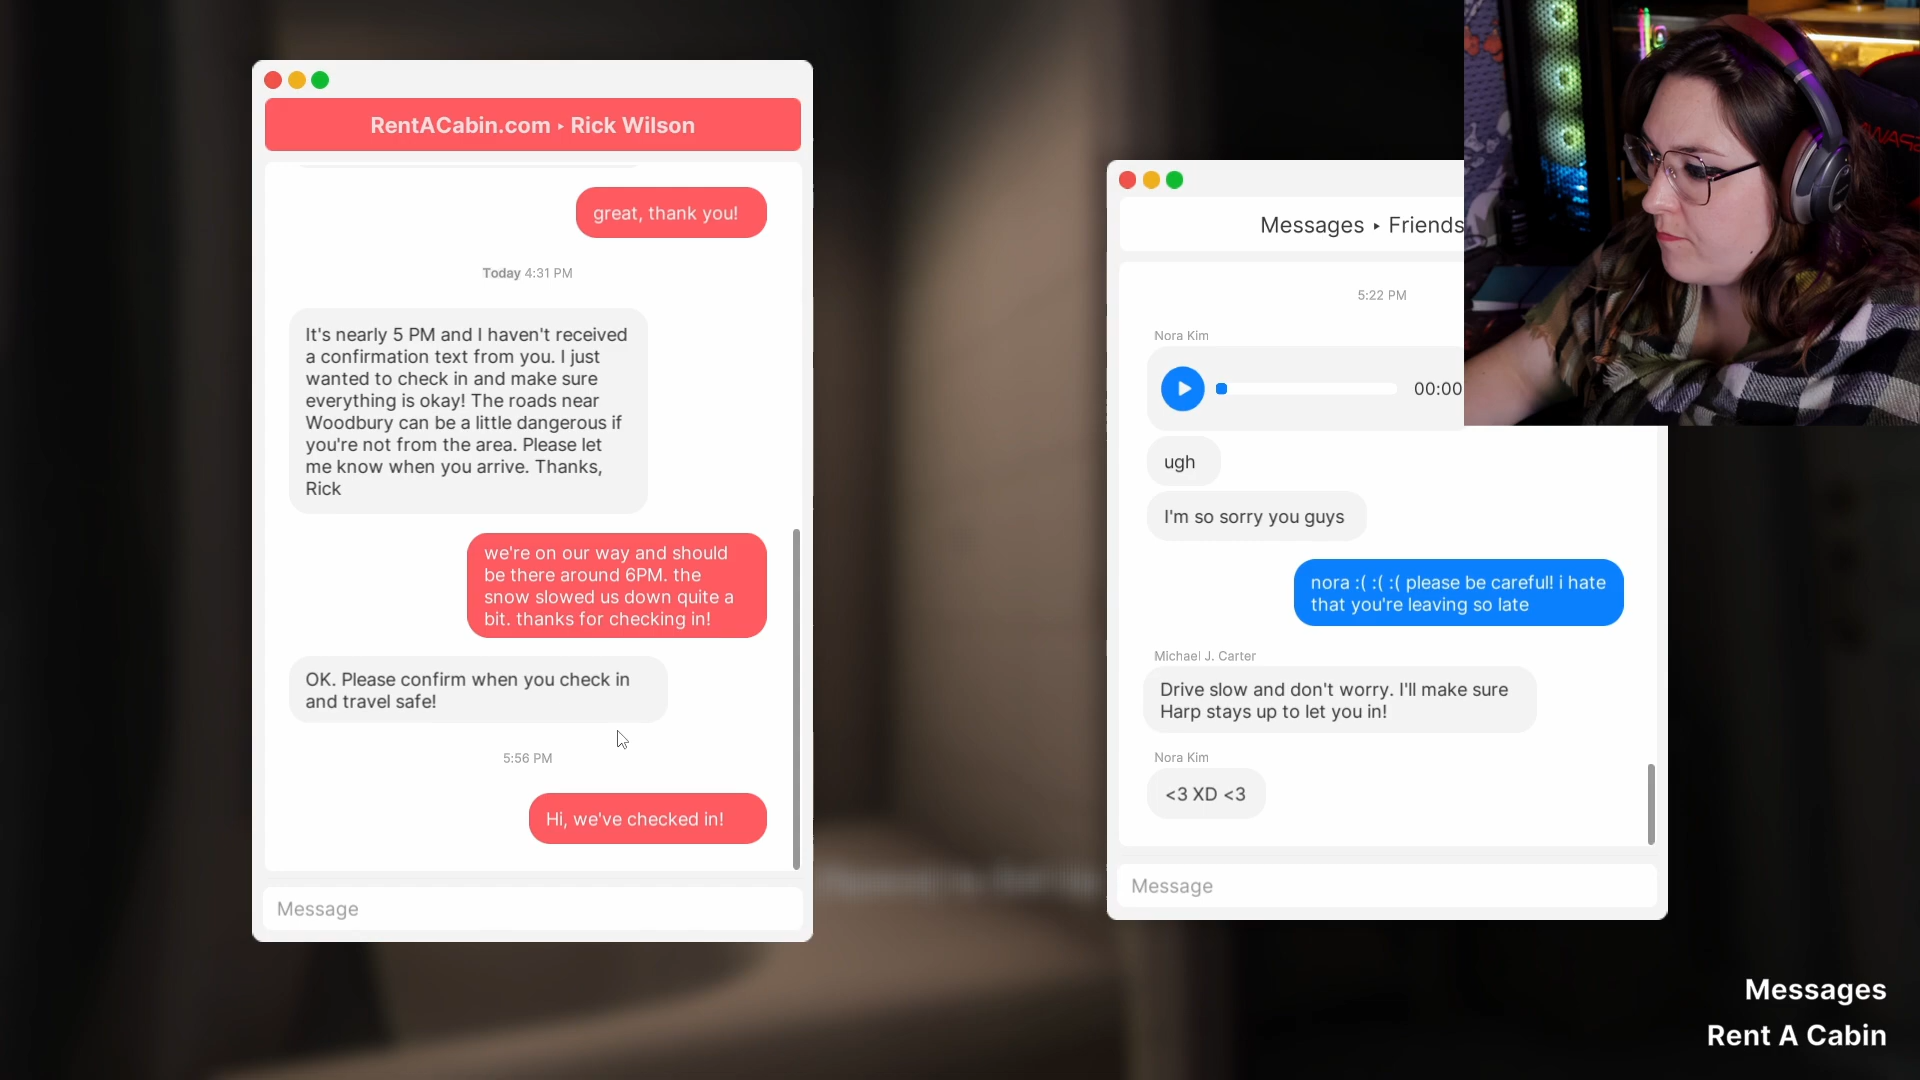 RentACabin.com ▸ Rick Wilson
great, thank you!
Today 4:31 PM
It's nearly 5 PM and I haven't received
a confirmation text from you. I just
wanted to check in and make sure
everything is okay! The roads near
Woodbury can be a little dangerous if
you're not from the area. Please let
me know when you arrive. Thanks,
Rick
we're on our way and should
be there around 6PM. the
snow slowed us down quite a
bit. thanks for checking in!
OK. Please confirm when you check in
and travel safe!
5:56 PM
Hi, we've checked in!
Message
Messages ▸ Friends
5:22 PM
Nora Kim
00:00
ugh
I'm so sorry you guys
nora :( :( :( please be careful! i hate
that you're leaving so late
Michael J. Carter
Drive slow and don't worry. I'll make sure
Harp stays up to let you in!
Nora Kim
<3 XD <3
Message
Messages
Rent A Cabin